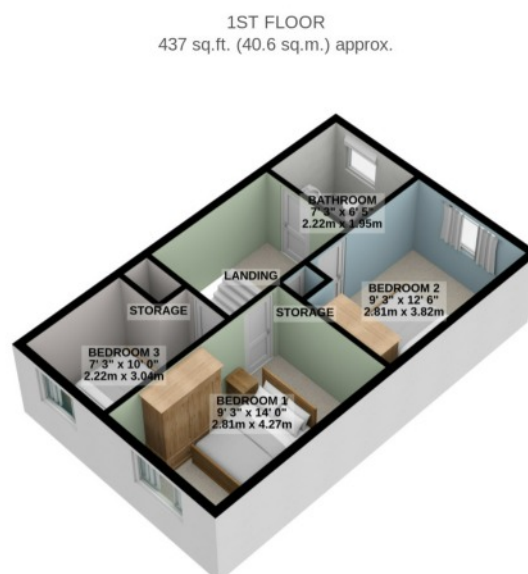 1ST FLOOR
437 sq.ft. (40.6 sq.m.) approx.
BATHROOM
7' 3" x 6' 5"
2.22m x 1.95m
LANDING
BEDROOM 2
9' 3" x 12' 6"
2.81m x 3.82m
STORAGE
STORAGE
BEDROOM 3
7' 3" x 10' 0"
2.22m x 3.04m
BEDROOM 1
9' 3" x 14' 0"
2.81m x 4.27m